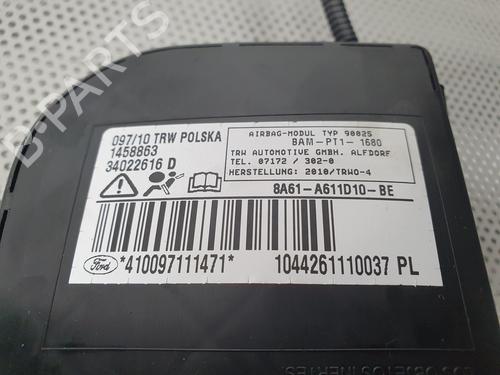 097/10 TRW POLSKA
1458863
34022616 D
AIRBAG-MODUL TYP 90025
BAM-PT1-1680
TRW AUTOMOTIVE GMBH. ALFDORF
TEL. 07172 / 302-0
HERSTELLUNG: 2010/TRWO-4
8A61-A611D10-BE
Ford
*410097111471*
1044261110037 PL
B-PARTS